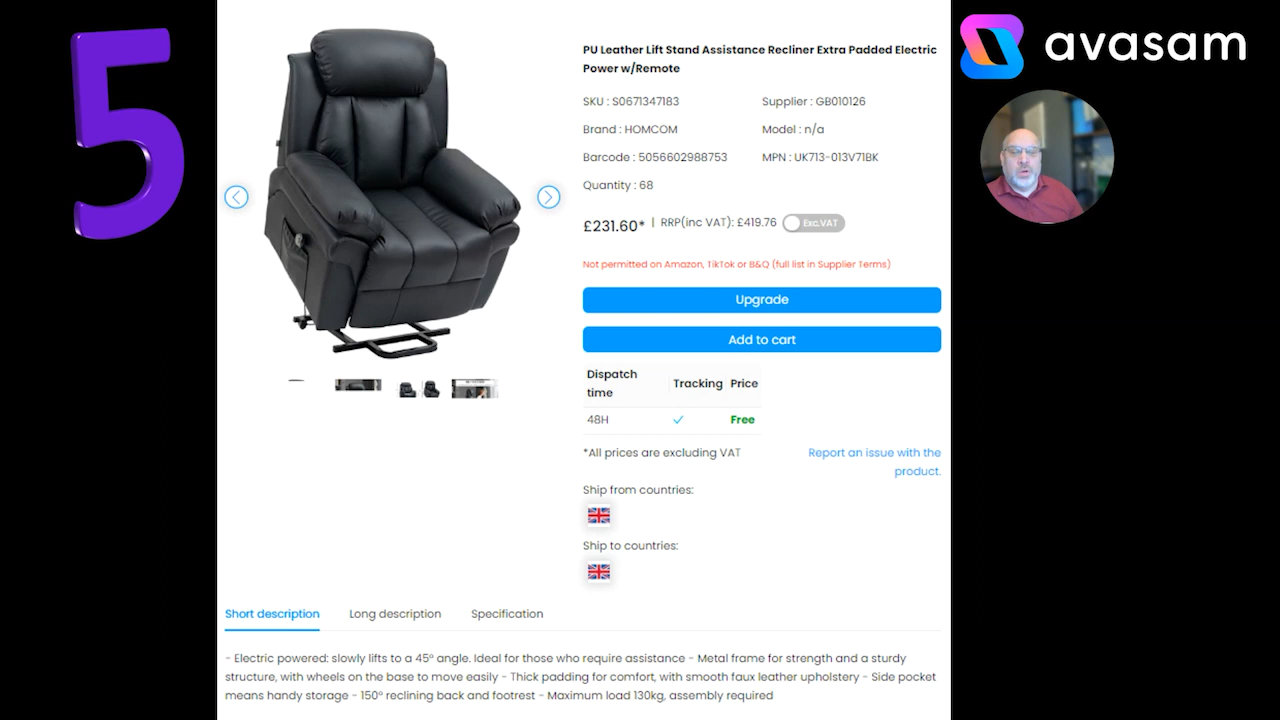 5
avasam
PU Leather Lift Stand Assistance Recliner Extra Padded Electric
Power w/Remote
SKU : S0671347183
Supplier : GB010126
Brand : HOMCOM
Model : n/a
Barcode : 5056602988753
MPN : UK713-013V71BK
Quantity : 68
£231.60* | RRP(inc VAT): £419.76 Exc.VAT
Not permitted on Amazon, TikTok or B&Q (full list in Supplier Terms)
Upgrade
Add to cart
Dispatch
time
Tracking Price
48H Free
*All prices are excluding VAT
Report an issue with the
product.
Ship from countries:
Ship to countries:
Short description Long description Specification
- Electric powered: slowly lifts to a 45° angle. Ideal for those who require assistance - Metal frame for strength and a sturdy
structure, with wheels on the base to move easily - Thick padding for comfort, with smooth faux leather upholstery - Side pocket
means handy storage - 150° reclining back and footrest - Maximum load 130kg, assembly required